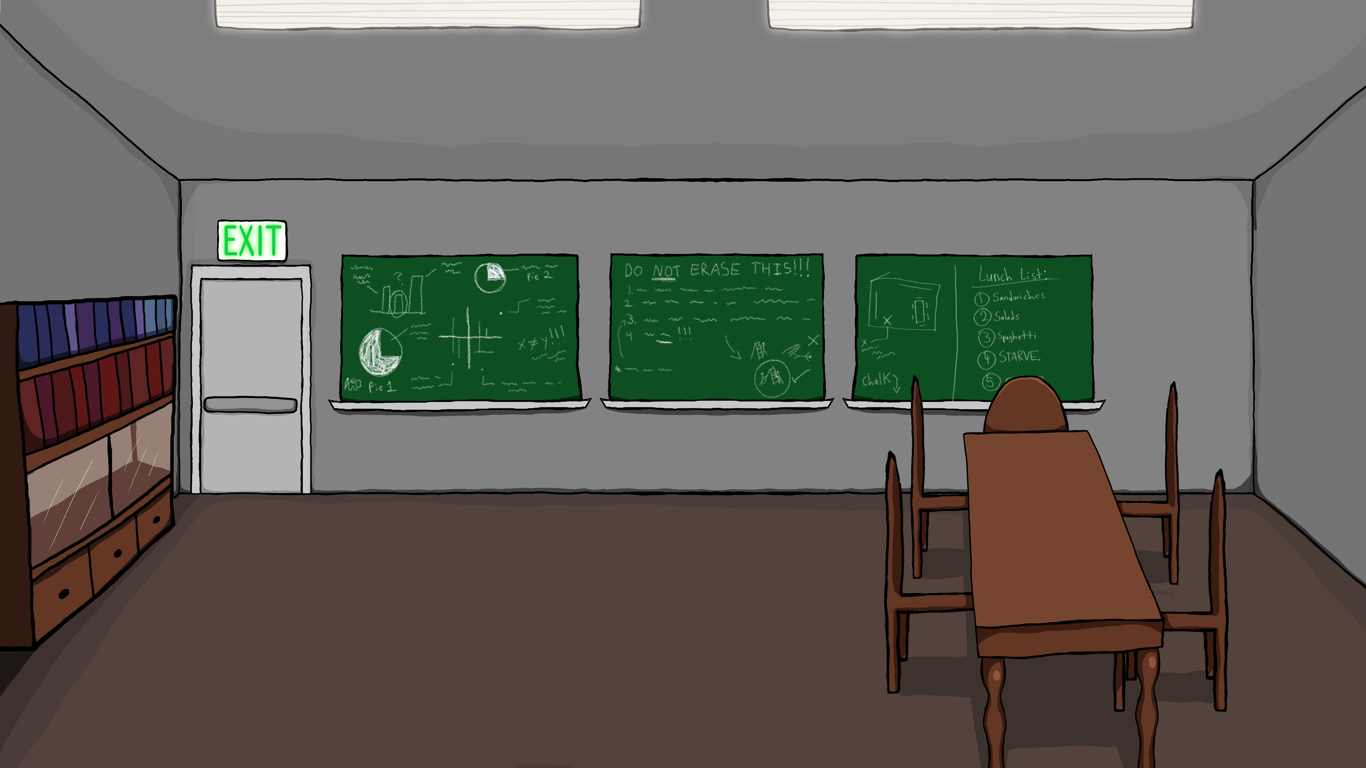 EXIT
?
Pie 2
x ≠ y!!!
Pie 1
DO NOT ERASE THIS!!!
1.
2.
3.
4. !!!
Chalk
Lunch List:
1 Sandwiches
2 Salads
3 Spaghetti
4 STARVE.
5